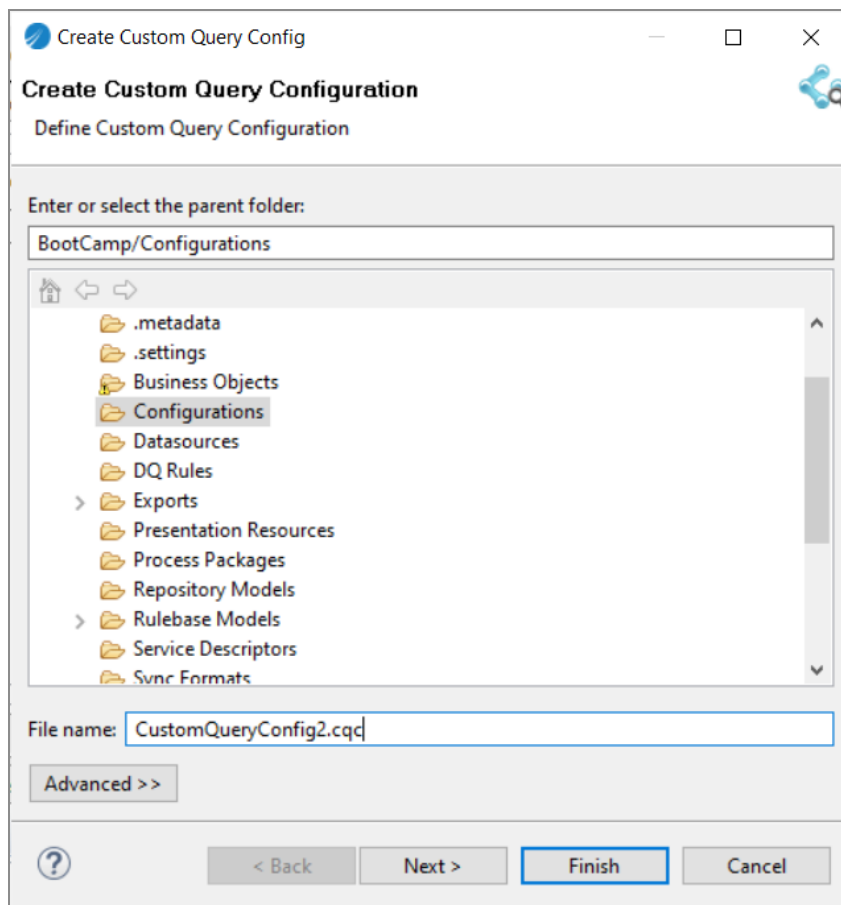 Create Custom Query Config
Create Custom Query Configuration
Define Custom Query Configuration
Enter or select the parent folder:
BootCamp/Configurations
.metadata
.settings
Business Objects
Configurations
Datasources
DQ Rules
Exports
Presentation Resources
Process Packages
Repository Models
Rulebase Models
Service Descriptors
Sync Formats
File name: CustomQueryConfig2.cqc
Advanced >>
? < Back Next > Finish Cancel